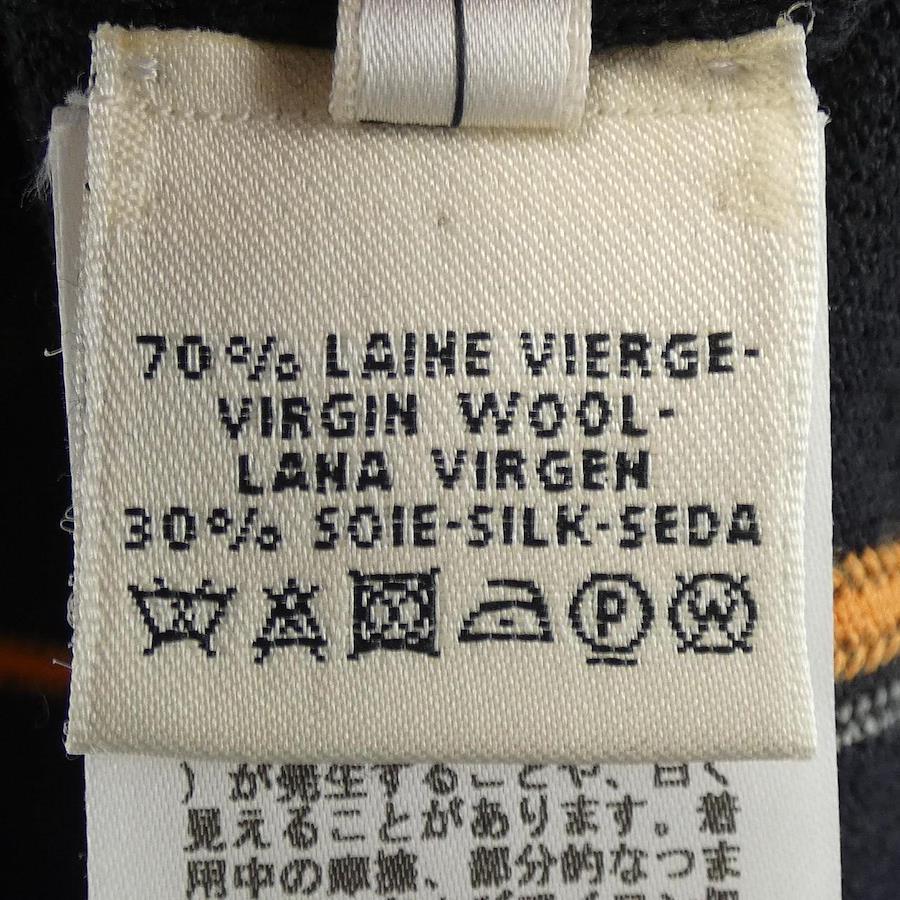 70% LAINE VIERGE-
VIRGIN WOOL-
LANA VIRGEN
30% SOIE-SILK-SEDA
P W
)が発生することや、白く
見えることがあります。着
用中の摩擦、部分的なつま